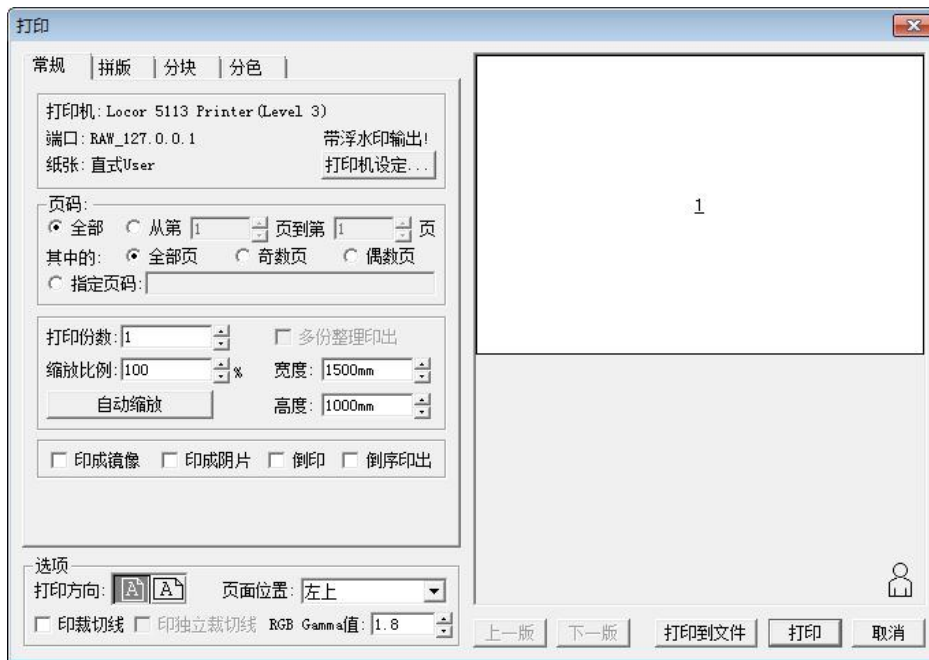 打印
常规 拼版 分块 分色
打印机: Locor 5113 Printer(Level 3)
端口: RAW_127.0.0.1 带浮水印输出!
纸张: 直式User 打印机设定...
页码:
全部 从第 1 页到第 1 页
其中的: 全部页 奇数页 偶数页
指定页码:
打印份数: 1 多份整理印出
缩放比例: 100 % 宽度: 1500mm
自动缩放 高度: 1000mm
印成镜像 印成阴片 倒印 倒序印出
选项
打印方向: A A 页面位置: 左上
印裁切线 印独立裁切线 RGB Gamma值: 1.8
1
上一版 下一版 打印到文件 打印 取消